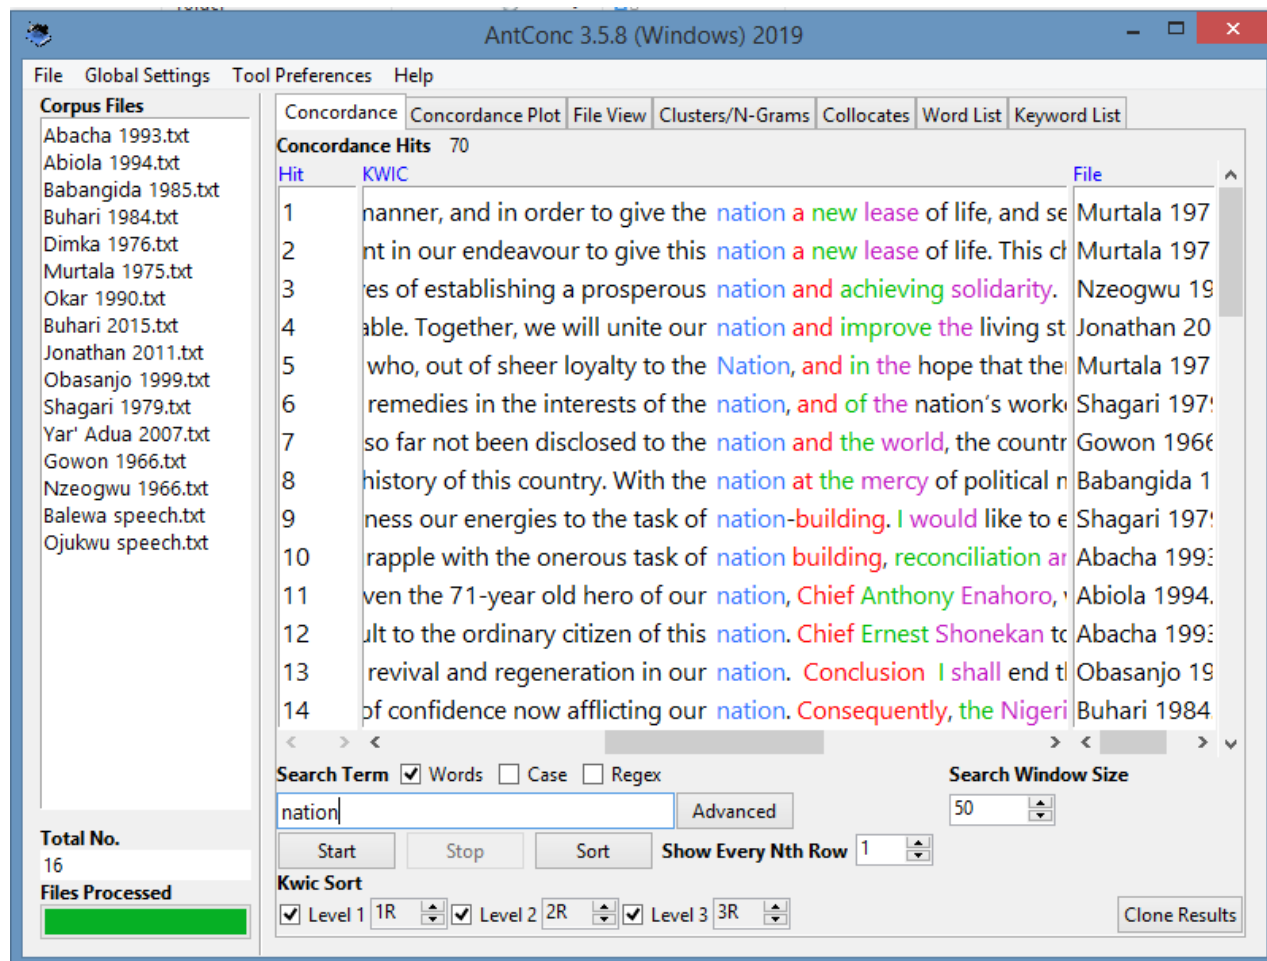 AntConc 3.5.8 (Windows) 2019
File Global Settings Tool Preferences Help
Corpus Files
Abacha 1993.txt
Abiola 1994.txt
Babangida 1985.txt
Buhari 1984.txt
Dimka 1976.txt
Murtala 1975.txt
Okar 1990.txt
Buhari 2015.txt
Jonathan 2011.txt
Obasanjo 1999.txt
Shagari 1979.txt
Yar' Adua 2007.txt
Gowon 1966.txt
Nzeogwu 1966.txt
Balewa speech.txt
Ojukwu speech.txt
Total No.
16
Files Processed
Concordance Concordance Plot File View Clusters/N-Grams Collocates Word List Keyword List
Concordance Hits 70
Hit KWIC File
1 manner, and in order to give the nation a new lease of life, and se Murtala 197
2 nt in our endeavour to give this nation a new lease of life. This ch Murtala 197
3 res of establishing a prosperous nation and achieving solidarity. Nzeogwu 19
4 able. Together, we will unite our nation and improve the living st Jonathan 20
5 who, out of sheer loyalty to the Nation, and in the hope that the Murtala 197
6 remedies in the interests of the nation, and of the nation's work Shagari 197
7 so far not been disclosed to the nation and the world, the countr Gowon 1966
8 history of this country. With the nation at the mercy of political Babangida 1
9 ness our energies to the task of nation-building. I would like to e Shagari 197
10 rapple with the onerous task of nation building, reconciliation ar Abacha 199
11 ven the 71-year old hero of our nation, Chief Anthony Enahoro, Abiola 1994.
12 ult to the ordinary citizen of this nation. Chief Ernest Shonekan to Abacha 199
13 revival and regeneration in our nation. Conclusion I shall end t Obasanjo 19
14 of confidence now afflicting our nation. Consequently, the Nigeri Buhari 1984
Search Term Words Case Regex Search Window Size
nation Advanced 50
Start Stop Sort Show Every Nth Row 1
Kwic Sort
Level 1 1R Level 2 2R Level 3 3R Clone Results